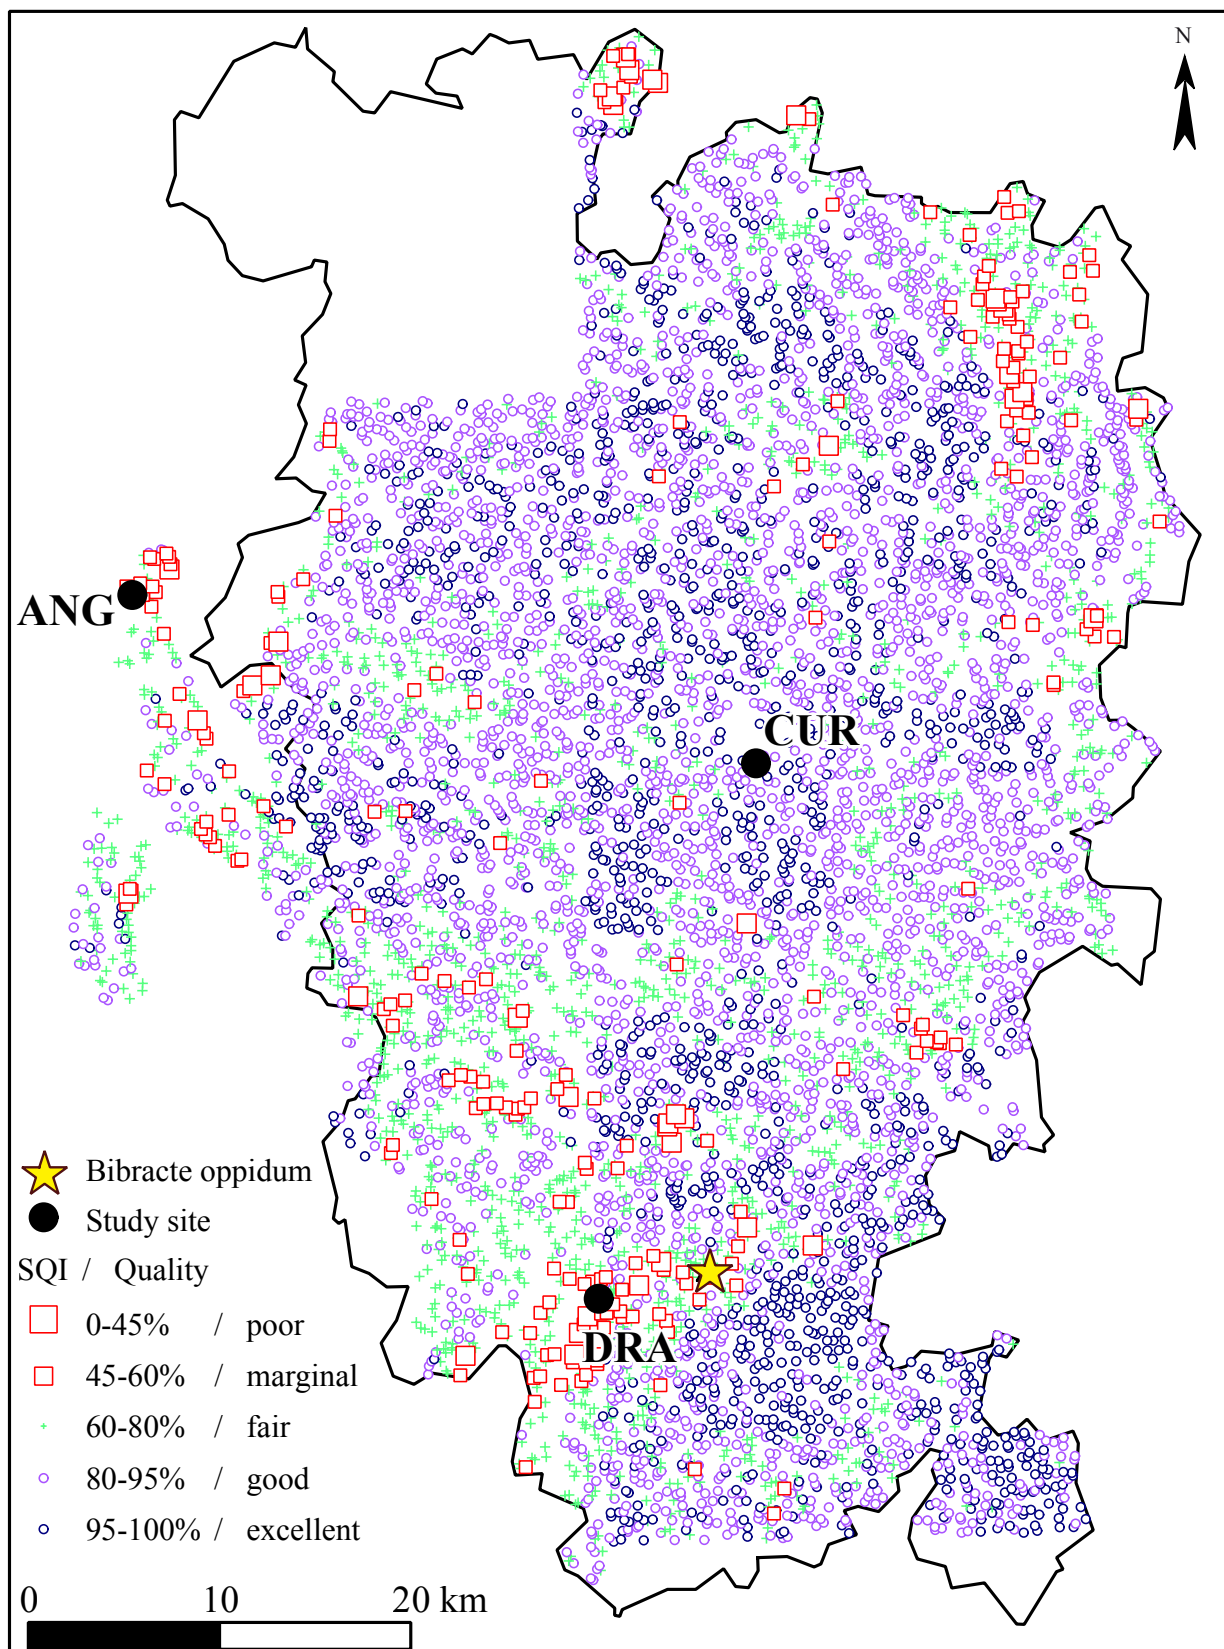 N
ANG
CUR
DRA
Bibracte oppidum
Study site
SQI / Quality
0-45% / poor
45-60% / marginal
60-80% / fair
80-95% / good
95-100% / excellent
0 10 20 km